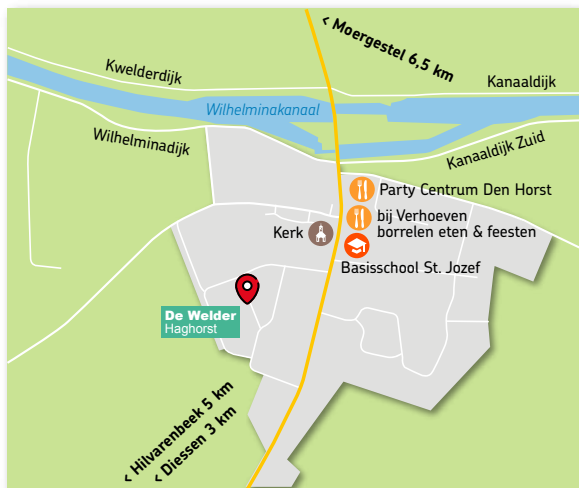 < Moergestel 6,5 km
Kwelderdijk
Kanaaldijk
Wilhelminakanaal
Wilhelminadijk
Kanaaldijk Zuid
Party Centrum Den Horst
bij Verhoeven
borrelen eten & feesten
Kerk
Basisschool St. Jozef
De Welder
Haghorst
< Hilvarenbeek 5 km
< Diessen 3 km